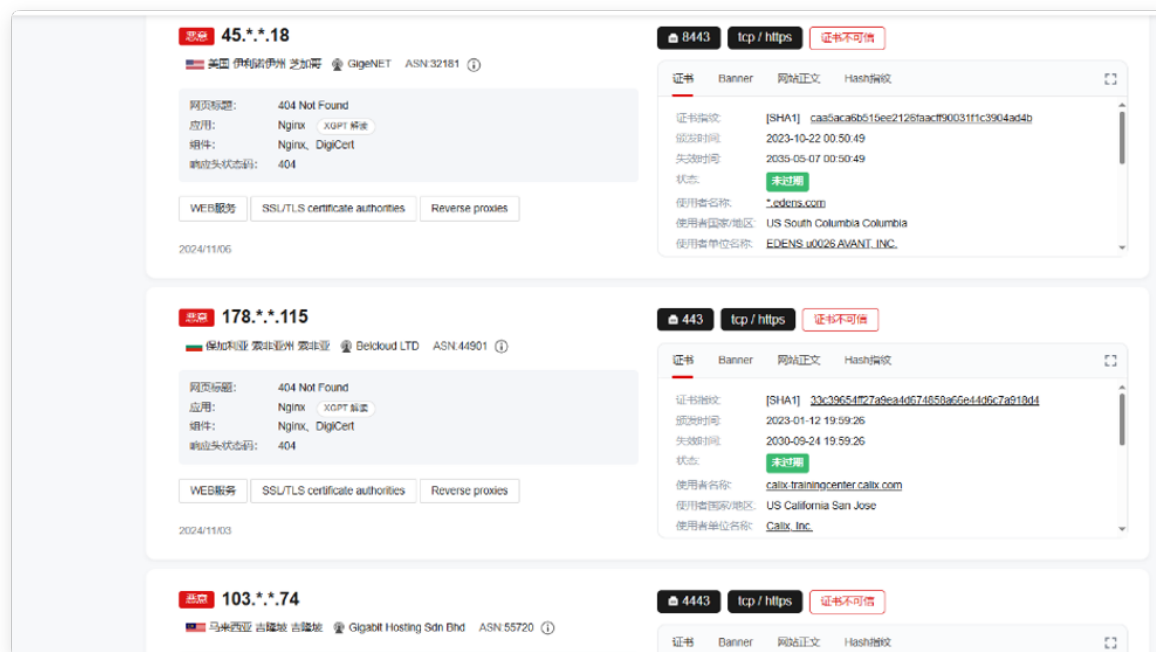 恶意 45.*.*.18
美国 伊利诺伊州 芝加哥 GigeNET ASN:32181
网页标题: 404 Not Found
应用: Nginx XGPT 解读
组件: Nginx、DigiCert
响应头状态码: 404
WEB服务 SSL/TLS certificate authorities Reverse proxies
2024/11/06
8443 tcp / https 证书不可信
证书 Banner 网站正文 Hash指纹
证书指纹: [SHA1] caa5aca6b515ee2126faacff90031f1c3904ad4b
颁发时间: 2023-10-22 00:50:49
失效时间: 2035-05-07 00:50:49
状态: 未过期
使用者名称: *.edens.com
使用者国家/地区: US South Columbia Columbia
使用者单位名称: EDENS u0026 AVANT, INC.
恶意 178.*.*.115
保加利亚 索非亚州 索非亚 Belcloud LTD ASN:44901
网页标题: 404 Not Found
应用: Nginx XGPT 解读
组件: Nginx、DigiCert
响应头状态码: 404
WEB服务 SSL/TLS certificate authorities Reverse proxies
2024/11/03
443 tcp / https 证书不可信
证书 Banner 网站正文 Hash指纹
证书指纹: [SHA1] 33c39654ff27a9ea4d674858a66e44d6c7a918d4
颁发时间: 2023-01-12 19:59:26
失效时间: 2030-09-24 19:59:26
状态: 未过期
使用者名称: calix-trainingcenter.calix.com
使用者国家/地区: US California San Jose
使用者单位名称: Calix, Inc.
恶意 103.*.*.74
马来西亚 吉隆坡 吉隆坡 Gigabit Hosting Sdn Bhd ASN:55720
4443 tcp / https 证书不可信
证书 Banner 网站正文 Hash指纹